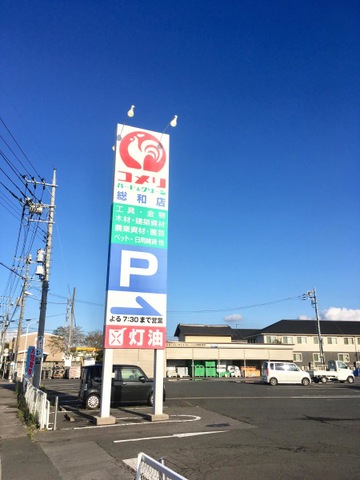 コメリ
ハード&グリーン
総和店
工具・金物
木材・建築資材
農業資材・園芸
ペット・日用雑貨 他
P
よる7:30まで営業
灯油